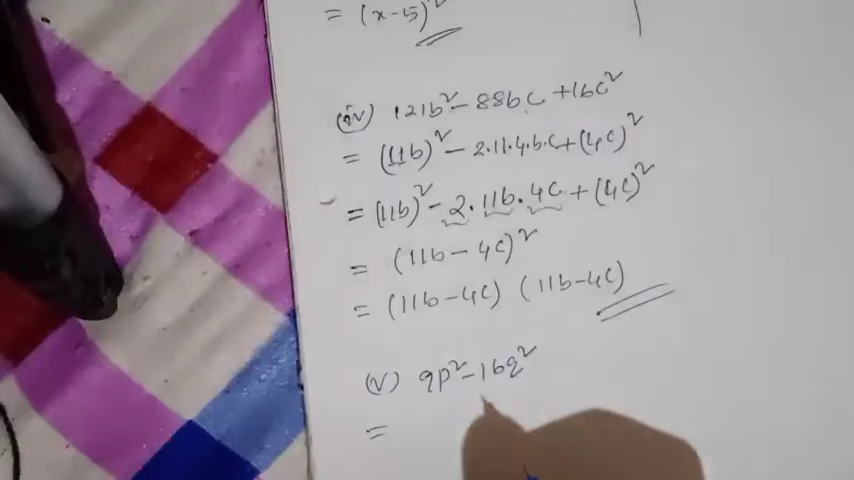 = (x-5)²
(iv) 121b² - 88bc + 16c²
= (11b)² - 2.11.4.b.c + (4c)²
= (11b)² - 2.11b.4c + (4c)²
= (11b - 4c)²
= (11b-4c) (11b-4c)
(v) 9p² - 16q²
=